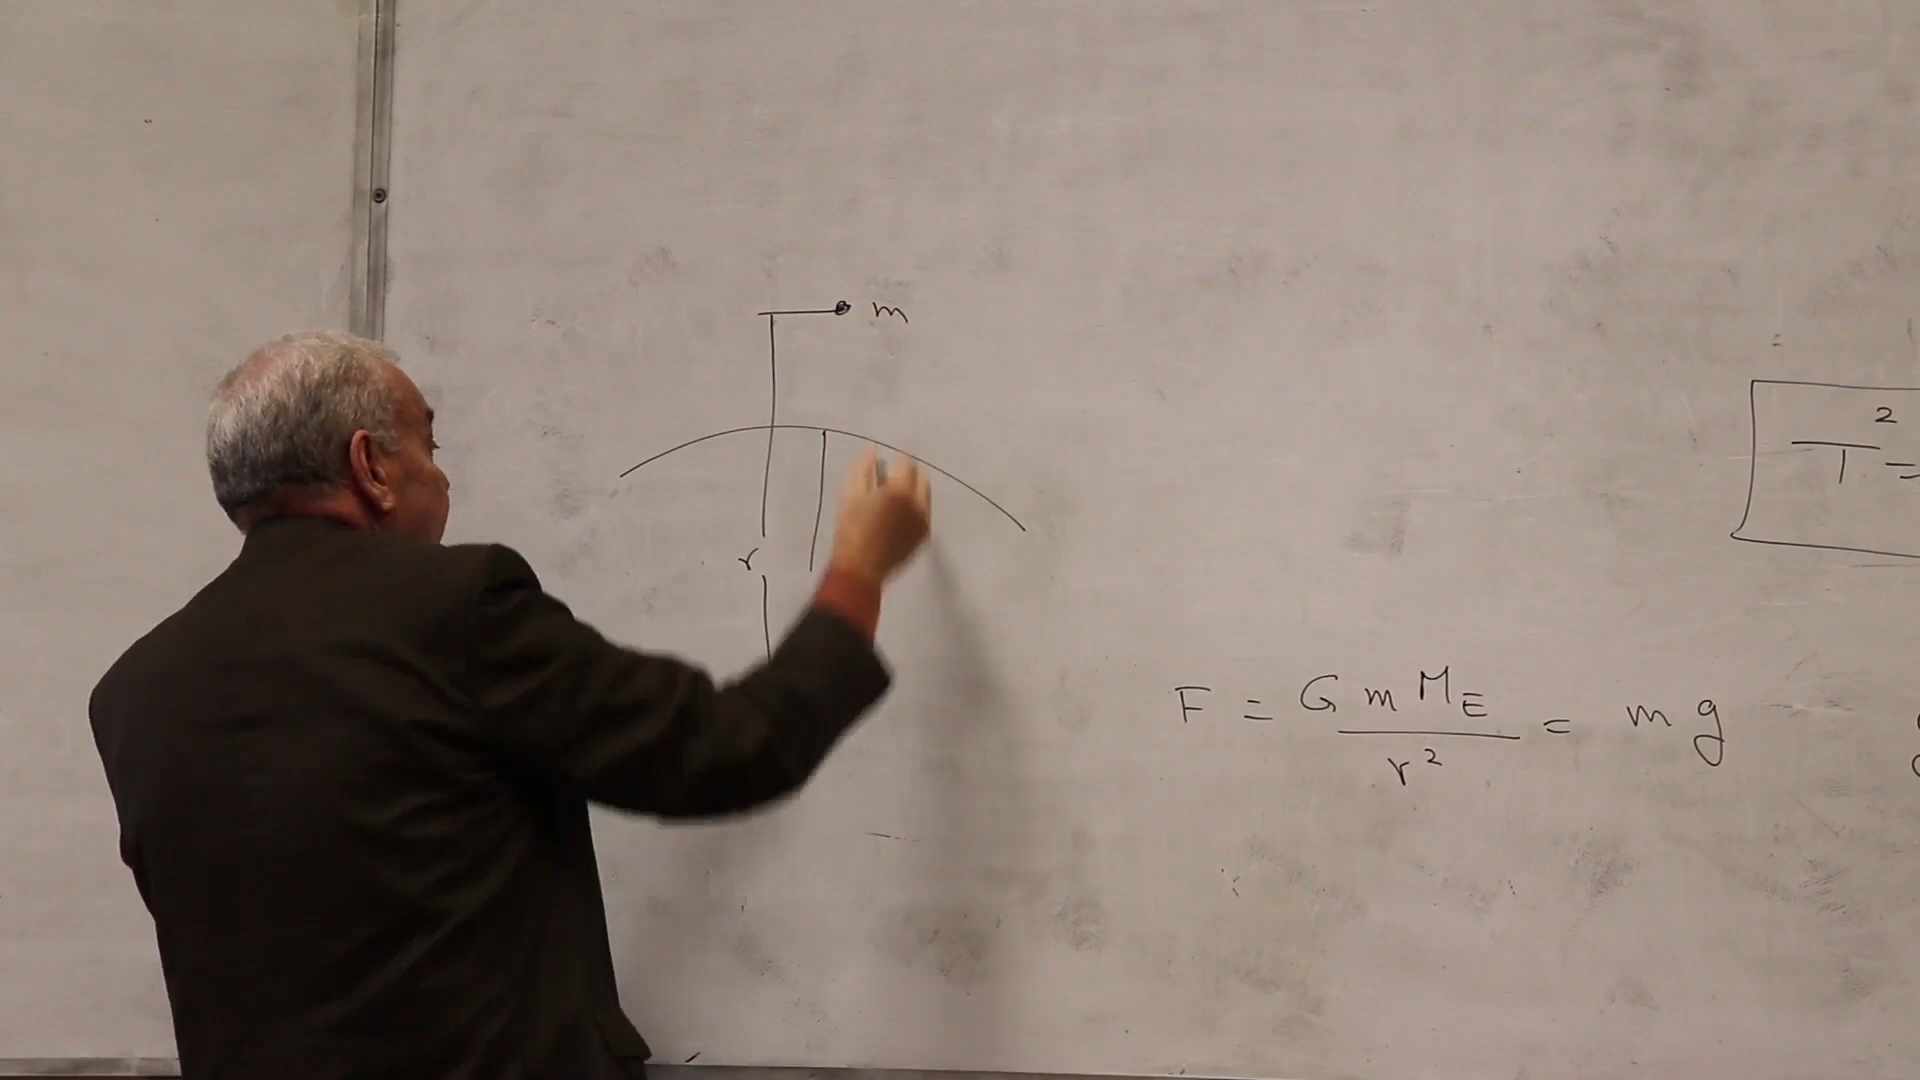 m
r
T² =
F = G m M_E / r² = m g